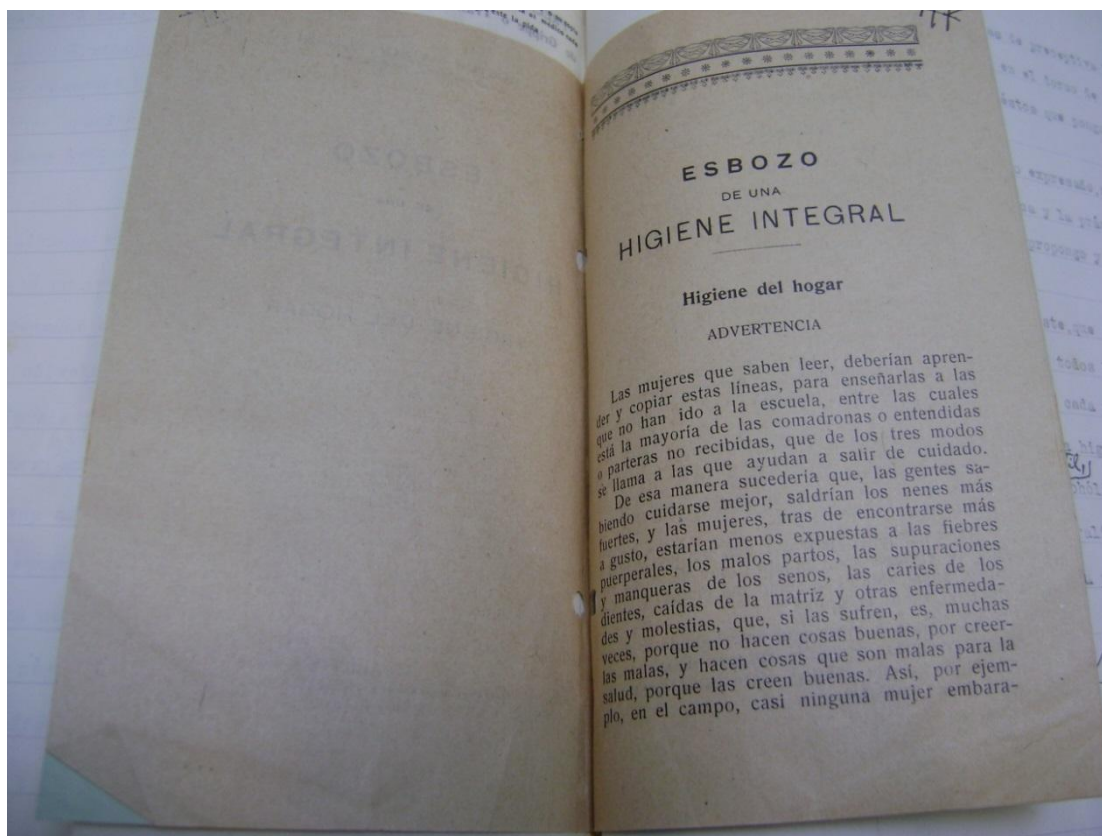 ESBOZO
DE UNA
HIGIENE INTEGRAL
Higiene del hogar
ADVERTENCIA
Las mujeres que saben leer, deberían apren-
der y copiar estas líneas, para enseñarlas a las
que no han ido a la escuela, entre las cuales
está la mayoría de las comadronas o entendidas
o parteras no recibidas, que de los tres modos
se llama a las que ayudan a salir de cuidado.
De esa manera sucedería que, las gentes sa-
biendo cuidarse mejor, saldrían los nenes más
fuertes, y las mujeres, tras de encontrarse más
a gusto, estarían menos expuestas a las fiebres
puerperales, los malos partos, las supuraciones
y manqueras de los senos, las caries de los
dientes, caídas de la matriz y otras enfermeda-
des y molestias, que, si las sufren, es, muchas
veces, porque no hacen cosas buenas, por creer-
las malas, y hacen cosas que son malas para la
salud, porque las creen buenas. Así, por ejem-
plo, en el campo, casi ninguna mujer embara-